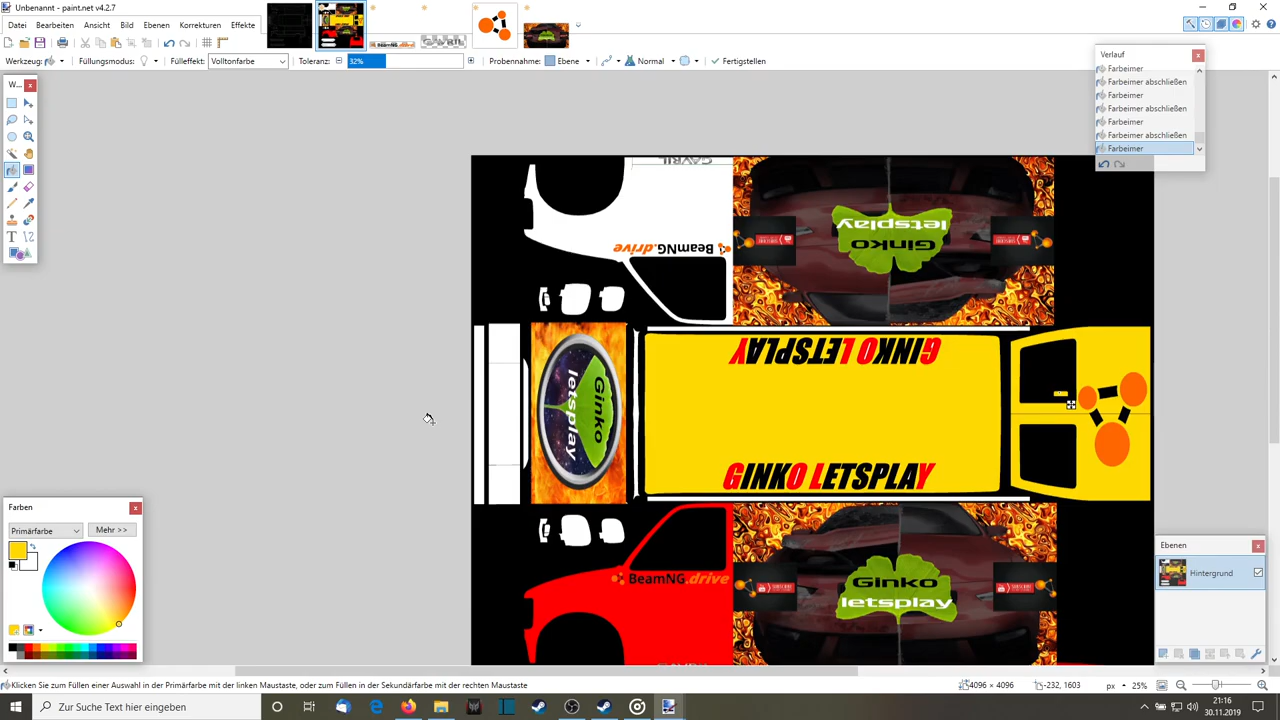 Unbenannt - paint.net v4.2.7
Datei Bearbeiten Ansicht Bild Ebenen Korrekturen Effekte
BeamNG.drive
GAVRIL
Werkzeug: Füllungsmodus: Fülleffekt: Volltonfarbe Toleranz: 32% Probennahme: Ebene Normal Fertigstellen
W...
Verlauf
Farbeimer
Farbeimer abschließen
Farbeimer
Farbeimer abschließen
Farbeimer
Farbeimer abschließen
Farbeimer
GAVRIL
letsplay
Ginko
BeamNG.drive
GINKO LETSPLAY
Ginko
letsplay
GINKO LETSPLAY
BeamNG.drive
Ginko
letsplay
Farben
Primärfarbe Mehr >>
Ebenen
Hintergrund
Klicken Sie zum Füllen einer Auswahl in der Primärfarbe mit der linken Maustaste, oder zum Füllen in der Sekundärfarbe mit der rechten Maustaste
4096 × 4096 -232, 1603 px 25%
Zur Suche Text hier eingeben
21:16
30.11.2019